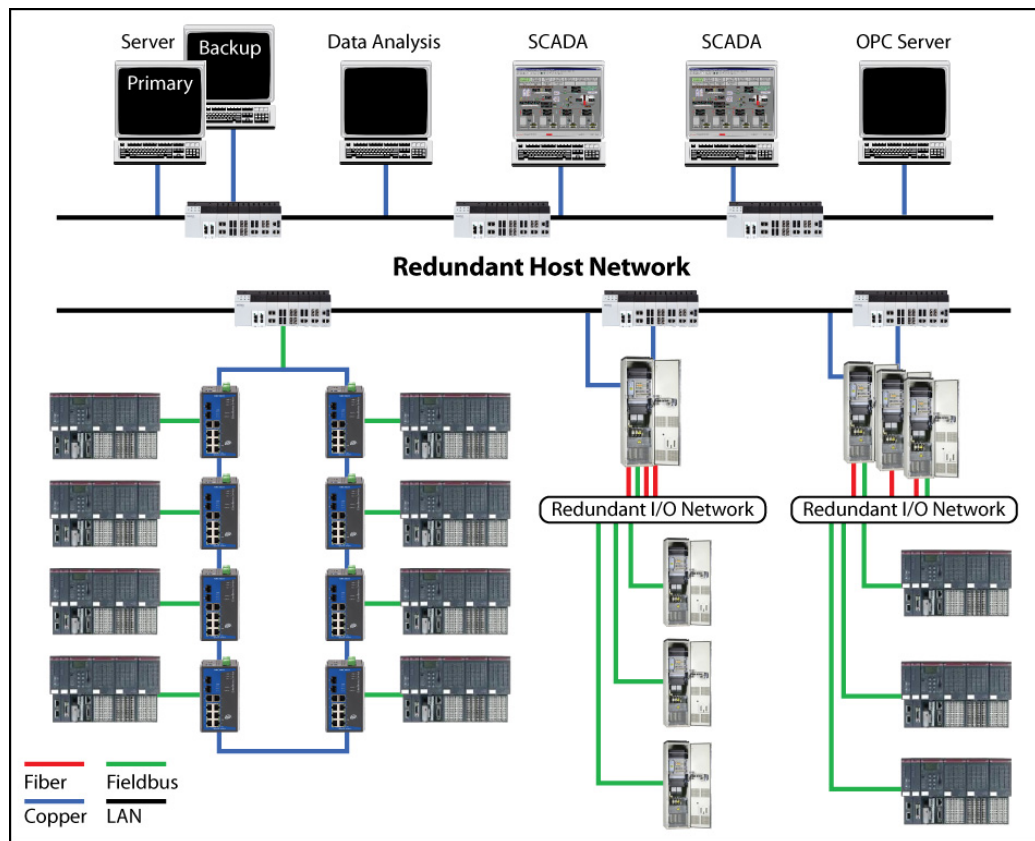 Server
Backup
Primary
Data Analysis
SCADA
SCADA
OPC Server
Redundant Host Network
Redundant I/O Network
Redundant I/O Network
Fiber
Fieldbus
Copper
LAN